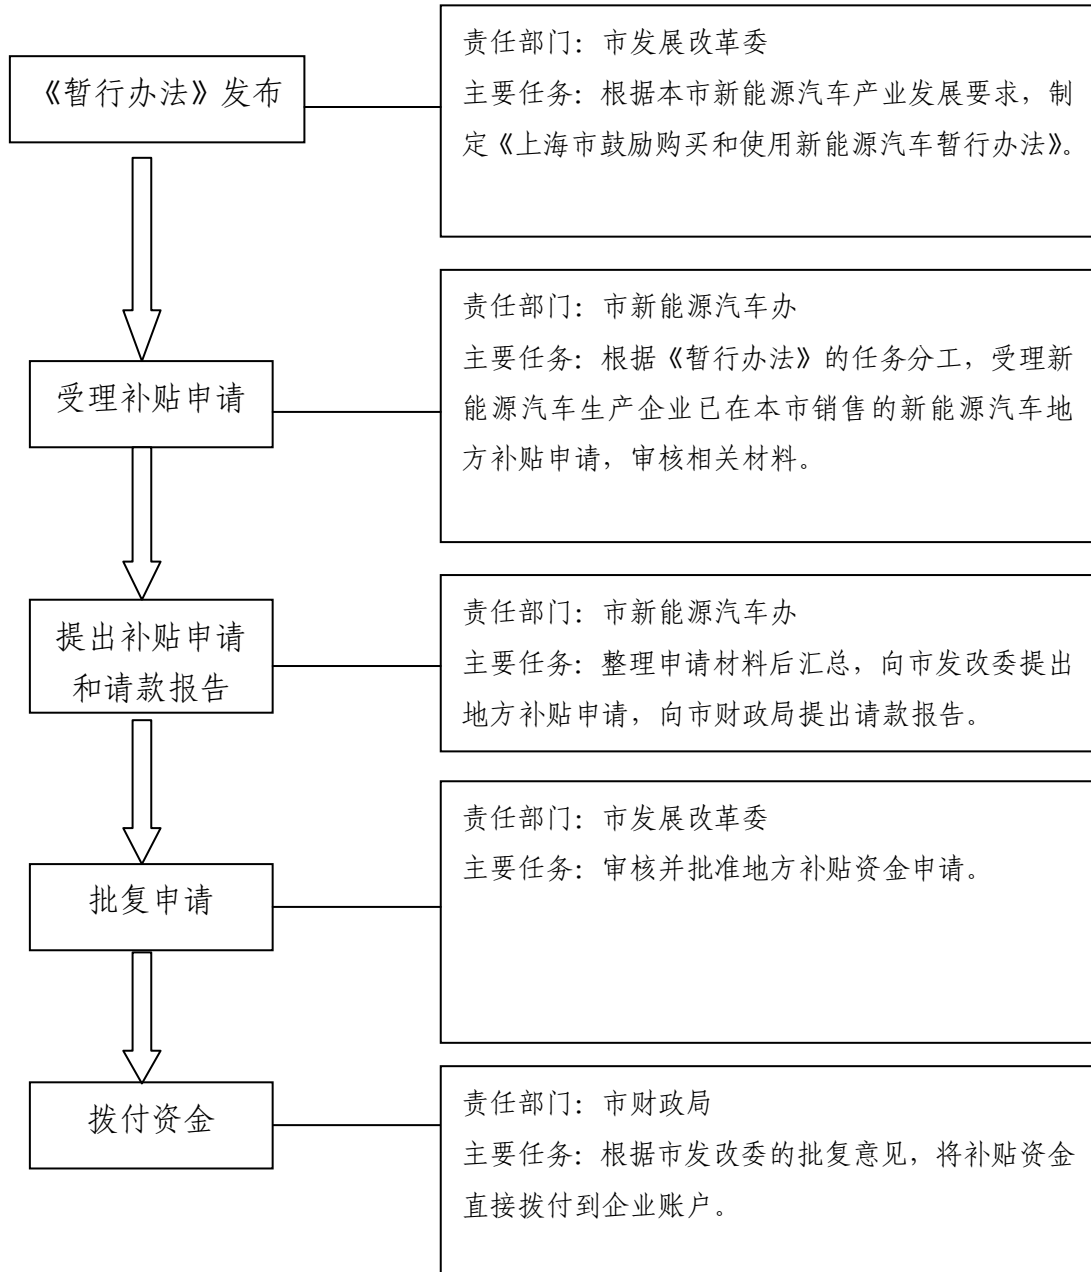 《暂行办法》发布
责任部门：市发展改革委
主要任务：根据本市新能源汽车产业发展要求，制
定《上海市鼓励购买和使用新能源汽车暂行办法》。
受理补贴申请
责任部门：市新能源汽车办
主要任务：根据《暂行办法》的任务分工，受理新
能源汽车生产企业已在本市销售的新能源汽车地
方补贴申请，审核相关材料。
提出补贴申请
和请款报告
责任部门：市新能源汽车办
主要任务：整理申请材料后汇总，向市发改委提出
地方补贴申请，向市财政局提出请款报告。
批复申请
责任部门：市发展改革委
主要任务：审核并批准地方补贴资金申请。
拨付资金
责任部门：市财政局
主要任务：根据市发改委的批复意见，将补贴资金
直接拨付到企业账户。